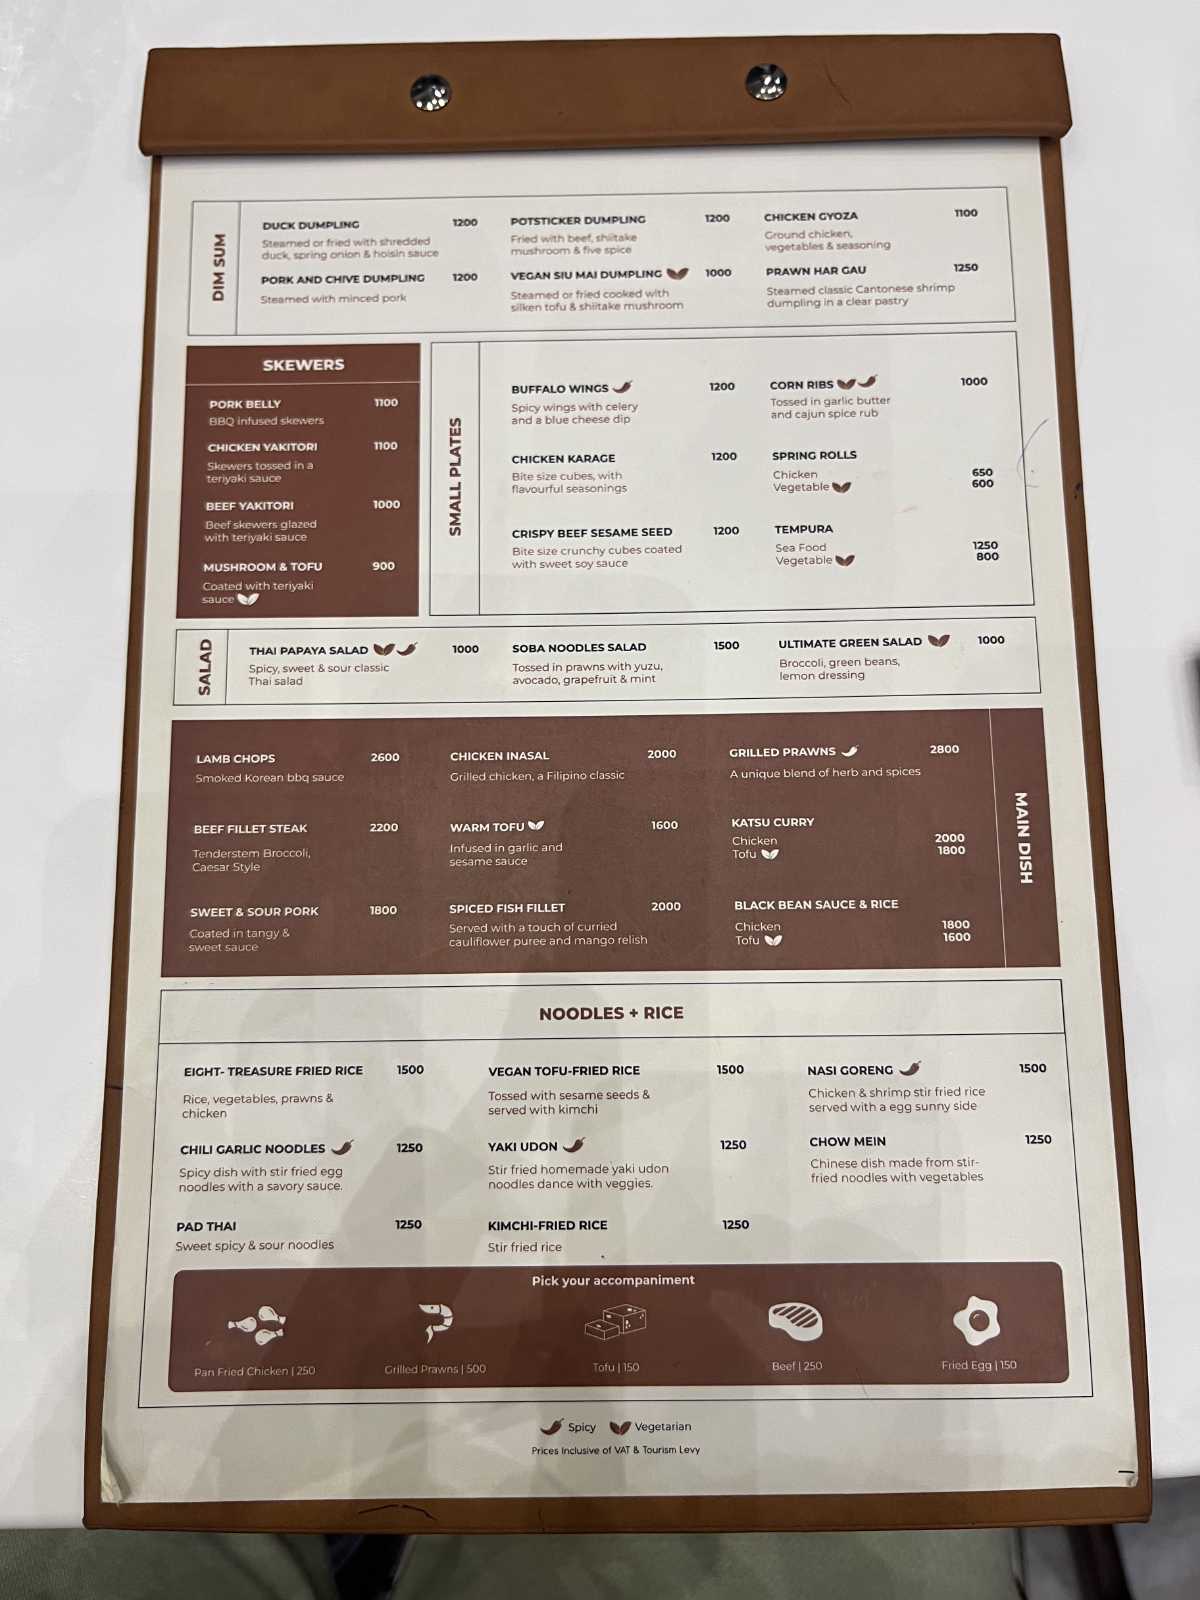 DIM SUM
DUCK DUMPLING 1200
Steamed or fried with shredded
duck, spring onion & hoisin sauce
PORK AND CHIVE DUMPLING 1200
Steamed with minced pork
POTSTICKER DUMPLING 1200
Fried with beef, shiitake
mushroom & five spice
VEGAN SIU MAI DUMPLING 1000
Steamed or fried cooked with
silken tofu & shiitake mushroom
CHICKEN GYOZA 1100
Ground chicken,
vegetables & seasoning
PRAWN HAR GAU 1250
Steamed classic Cantonese shrimp
dumpling in a clear pastry
SKEWERS
PORK BELLY 1100
BBQ infused skewers
CHICKEN YAKITORI 1100
Skewers tossed in a
teriyaki sauce
BEEF YAKITORI 1000
Beef skewers glazed
with teriyaki sauce
MUSHROOM & TOFU 900
Coated with teriyaki
sauce
SMALL PLATES
BUFFALO WINGS 1200
Spicy wings with celery
and a blue cheese dip
CHICKEN KARAGE 1200
Bite size cubes, with
flavourful seasonings
CRISPY BEEF SESAME SEED 1200
Bite size crunchy cubes coated
with sweet soy sauce
CORN RIBS 1000
Tossed in garlic butter
and cajun spice rub
SPRING ROLLS
Chicken 650
Vegetable 600
TEMPURA
Sea Food 1250
Vegetable 800
SALAD
THAI PAPAYA SALAD 1000
Spicy, sweet & sour classic
Thai salad
SOBA NOODLES SALAD 1500
Tossed in prawns with yuzu,
avocado, grapefruit & mint
ULTIMATE GREEN SALAD 1000
Broccoli, green beans,
lemon dressing
MAIN DISH
LAMB CHOPS 2600
Smoked Korean bbq sauce
BEEF FILLET STEAK 2200
Tenderstem Broccoli,
Caesar Style
SWEET & SOUR PORK 1800
Coated in tangy &
sweet sauce
CHICKEN INASAL 2000
Grilled chicken, a Filipino classic
WARM TOFU 1600
Infused in garlic and
sesame sauce
SPICED FISH FILLET 2000
Served with a touch of curried
cauliflower puree and mango relish
GRILLED PRAWNS 2800
A unique blend of herb and spices
KATSU CURRY
Chicken 2000
Tofu 1800
BLACK BEAN SAUCE & RICE
Chicken 1800
Tofu 1600
NOODLES + RICE
EIGHT- TREASURE FRIED RICE 1500
Rice, vegetables, prawns &
chicken
CHILI GARLIC NOODLES 1250
Spicy dish with stir fried egg
noodles with a savory sauce.
PAD THAI 1250
Sweet spicy & sour noodles
VEGAN TOFU-FRIED RICE 1500
Tossed with sesame seeds &
served with kimchi
YAKI UDON 1250
Stir fried homemade yaki udon
noodles dance with veggies.
KIMCHI-FRIED RICE 1250
Stir fried rice
NASI GORENG 1500
Chicken & shrimp stir fried rice
served with a egg sunny side
CHOW MEIN 1250
Chinese dish made from stir-
fried noodles with vegetables
Pick your accompaniment
Pan Fried Chicken | 250
Grilled Prawns | 500
Tofu | 150
Beef | 250
Fried Egg | 150
Spicy Vegetarian
Prices Inclusive of VAT & Tourism Levy